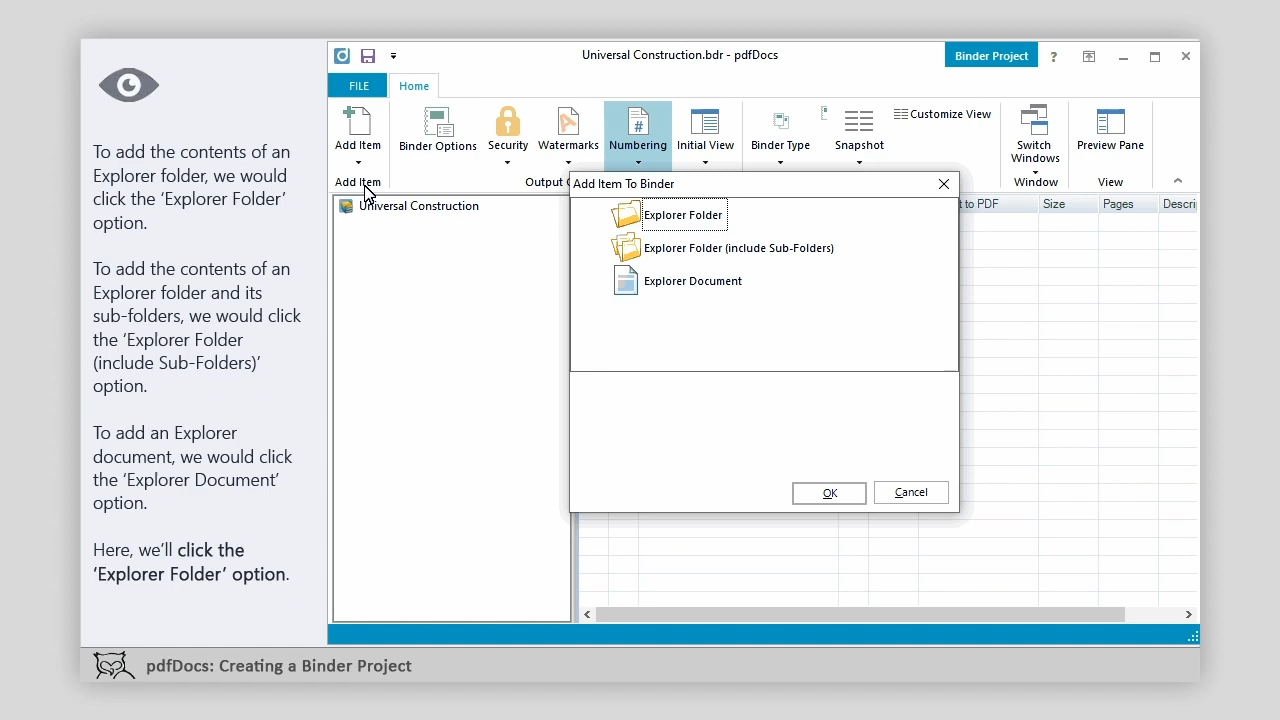 To add the contents of an
Explorer folder, we would
click the ‘Explorer Folder’
option.
To add the contents of an
Explorer folder and its
sub-folders, we would click
the ‘Explorer Folder
(include Sub-Folders)’
option.
To add an Explorer
document, we would click
the ‘Explorer Document’
option.
Here, we’ll click the
‘Explorer Folder’ option.
Universal Construction.bdr - pdfDocs
Binder Project
?
FILE
Home
Add Item
Binder Options
Security
Watermarks
#
Numbering
Initial View
Binder Type
Snapshot
Customize View
Switch
Windows
Preview Pane
Add Item
Output
Window
View
Universal Construction
to PDF
Size
Pages
Descri
Add Item To Binder
Explorer Folder
Explorer Folder (include Sub-Folders)
Explorer Document
OK
Cancel
pdfDocs: Creating a Binder Project